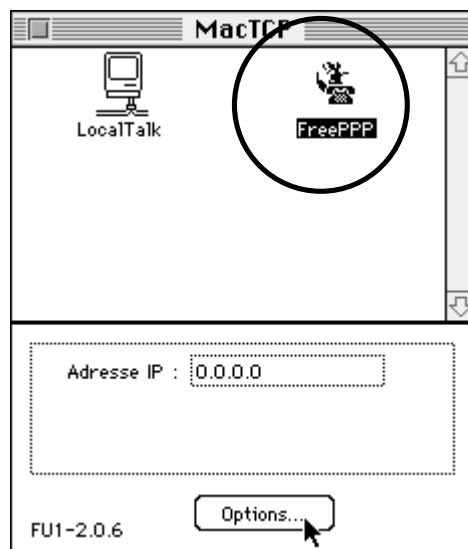 MacTCP
LocalTalk
FreePPP
Adresse IP : 0.0.0.0
Options...
FU1-2.0.6